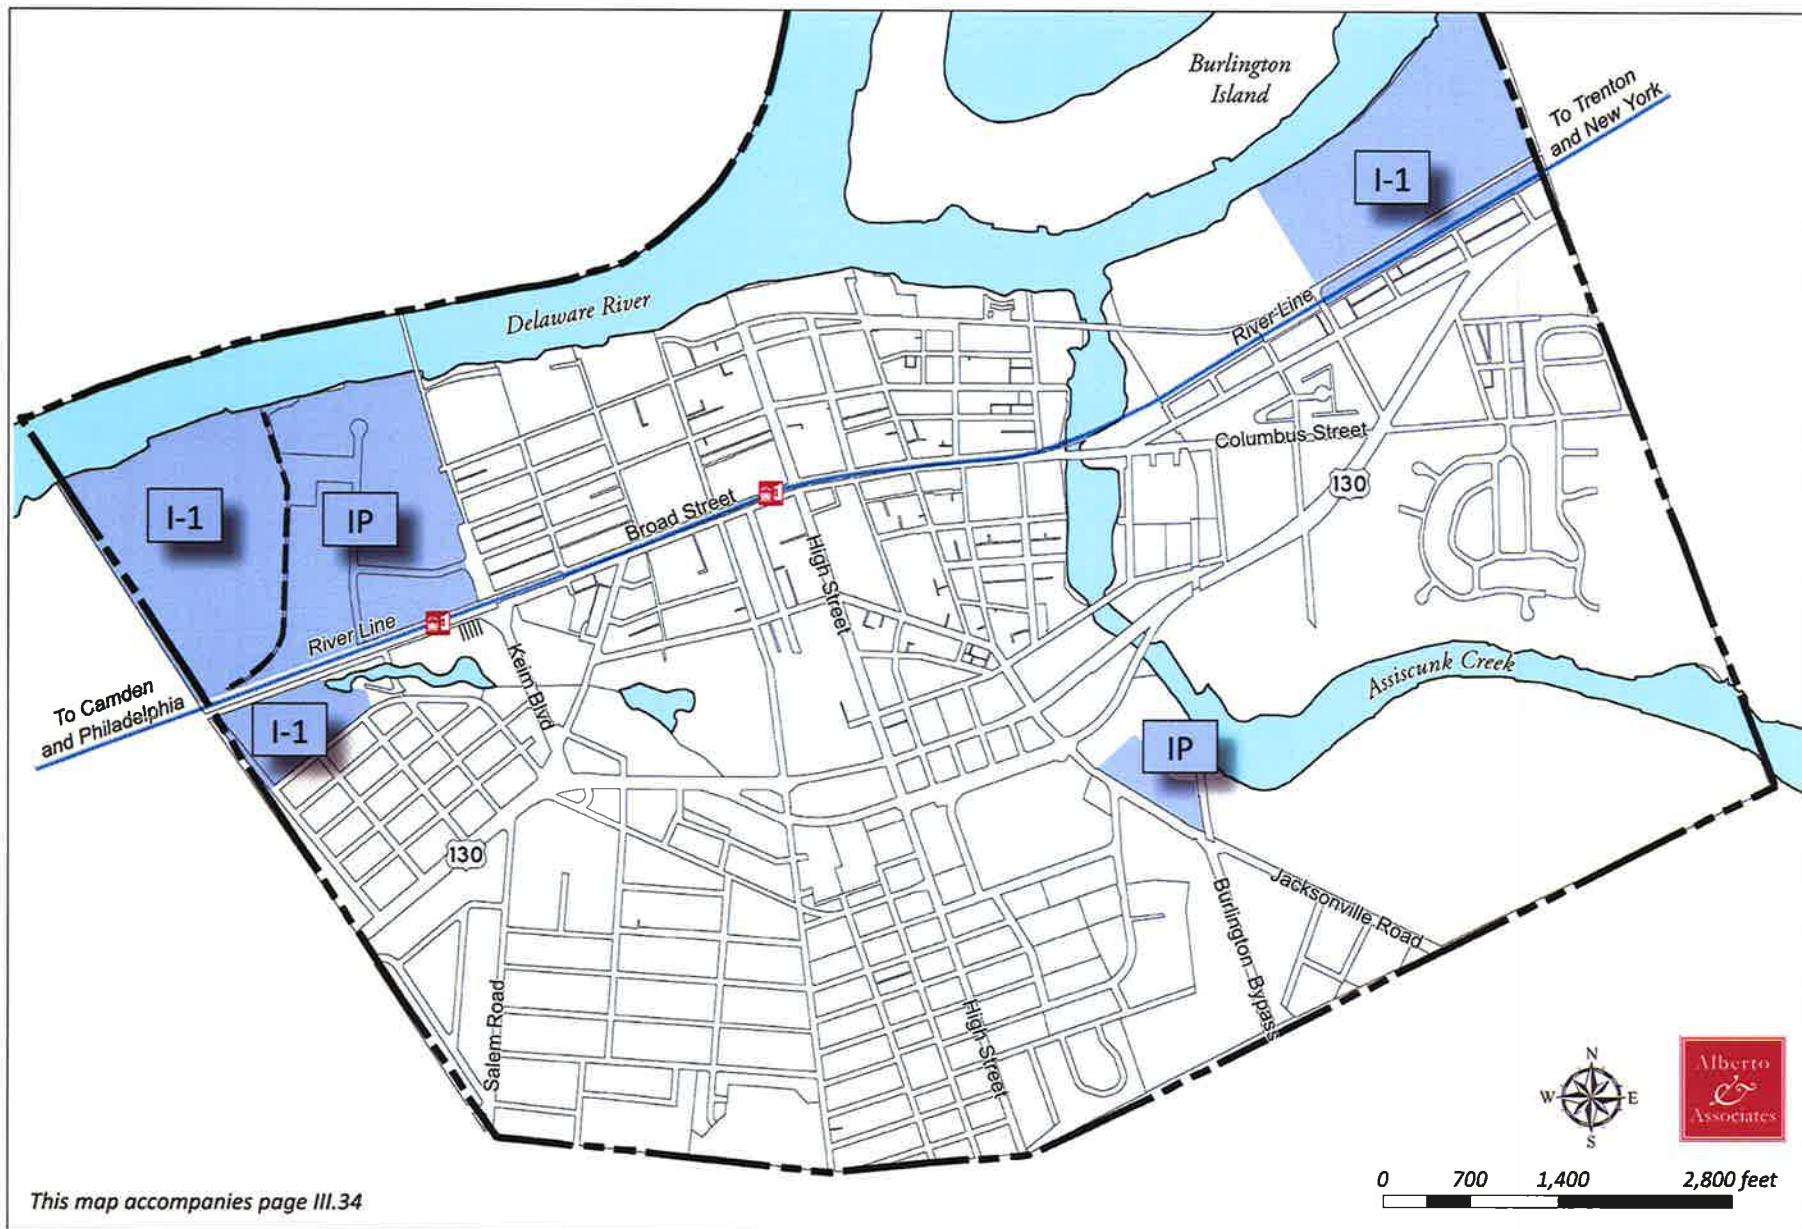 Burlington
Island
To Trenton
and New York
I-1
Delaware River
River Line
Columbus Street
130
I-1
IP
Broad Street
High Street
River Line
Keim Blvd
Assiscunk Creek
To Camden
and Philadelphia
I-1
IP
130
Jacksonville Road
Burlington Bypass
Salem Road
High Street
N
W
E
S
Alberto
&
Associates
0 700 1,400 2,800 feet
This map accompanies page III.34